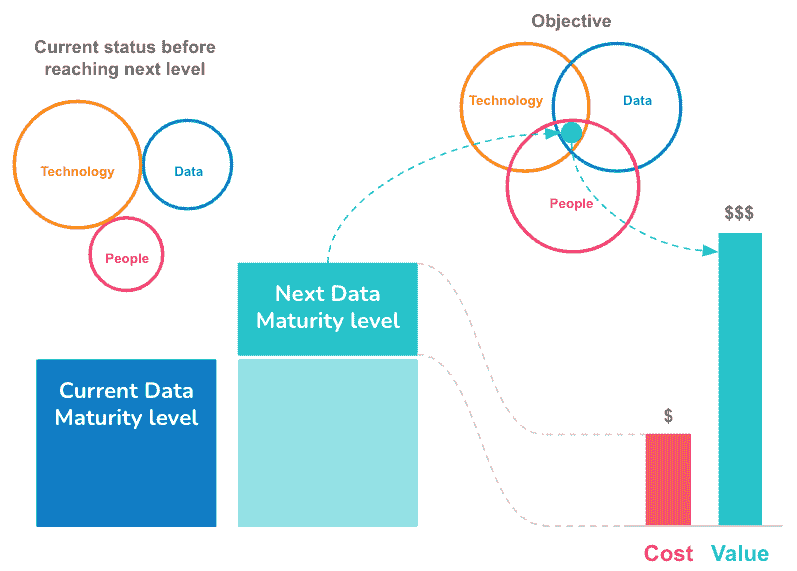 Current status before
reaching next level
Technology
Data
People
Objective
Technology
Data
People
Next Data
Maturity level
Current Data
Maturity level
$
$$$
Cost
Value